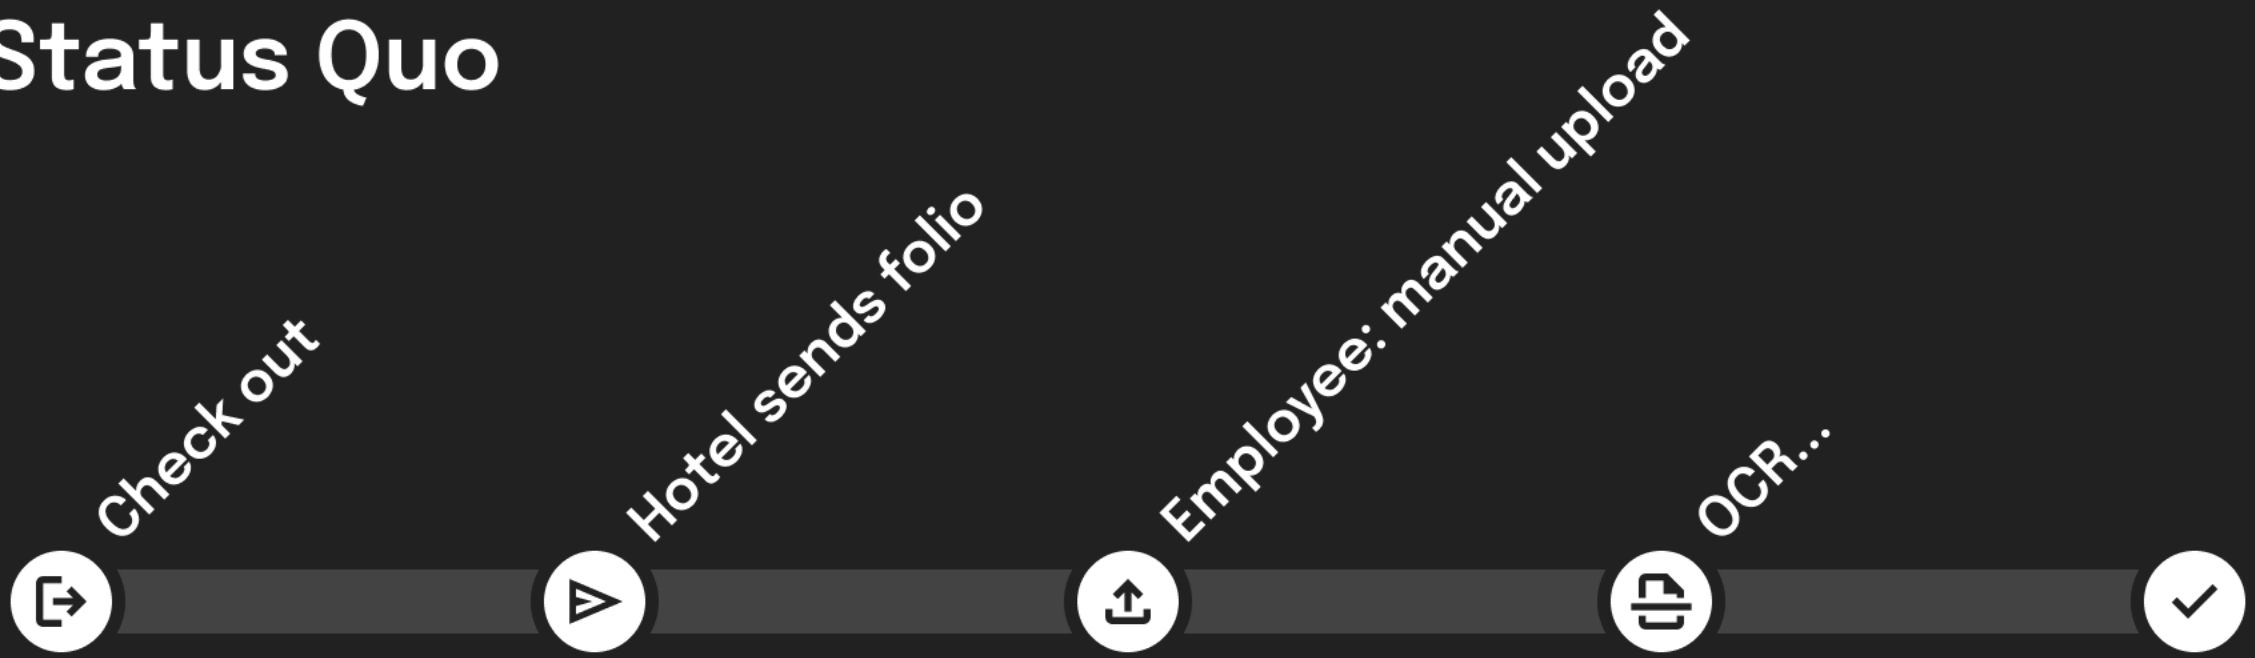 Status Quo
Check out
Hotel sends folio
Employee: manual upload
OCR...